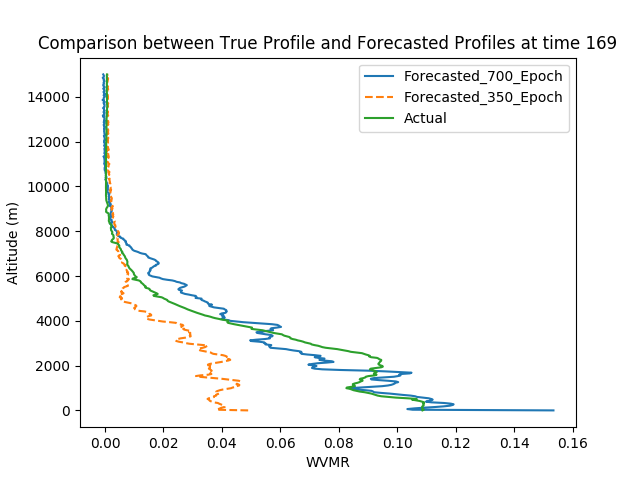 Comparison between True Profile and Forecasted Profiles at time 169
Forecasted_700_Epoch
Forecasted_350_Epoch
Actual
Altitude (m)
14000
12000
10000
8000
6000
4000
2000
0
0.00 0.02 0.04 0.06 0.08 0.10 0.12 0.14 0.16
WVMR